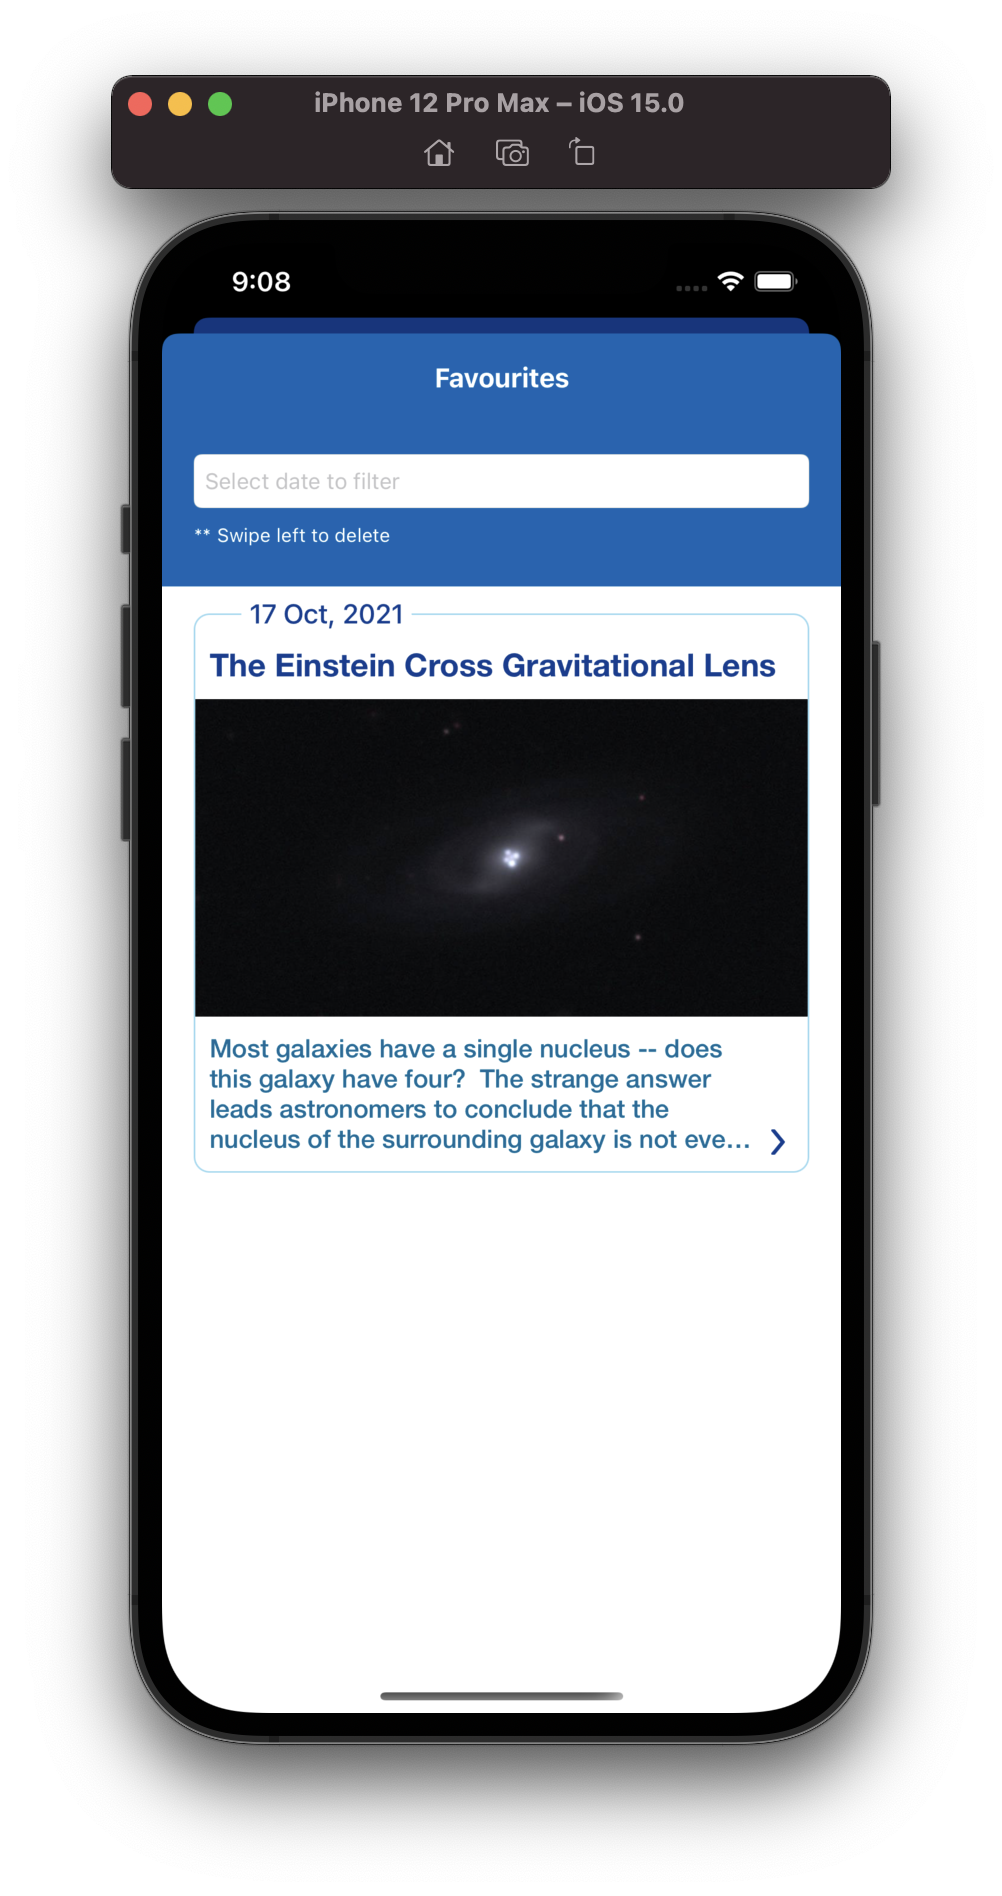 iPhone 12 Pro Max – iOS 15.0
9:08
Favourites
Select date to filter
** Swipe left to delete
17 Oct, 2021
The Einstein Cross Gravitational Lens
Most galaxies have a single nucleus -- does
this galaxy have four?  The strange answer
leads astronomers to conclude that the
nucleus of the surrounding galaxy is not eve...